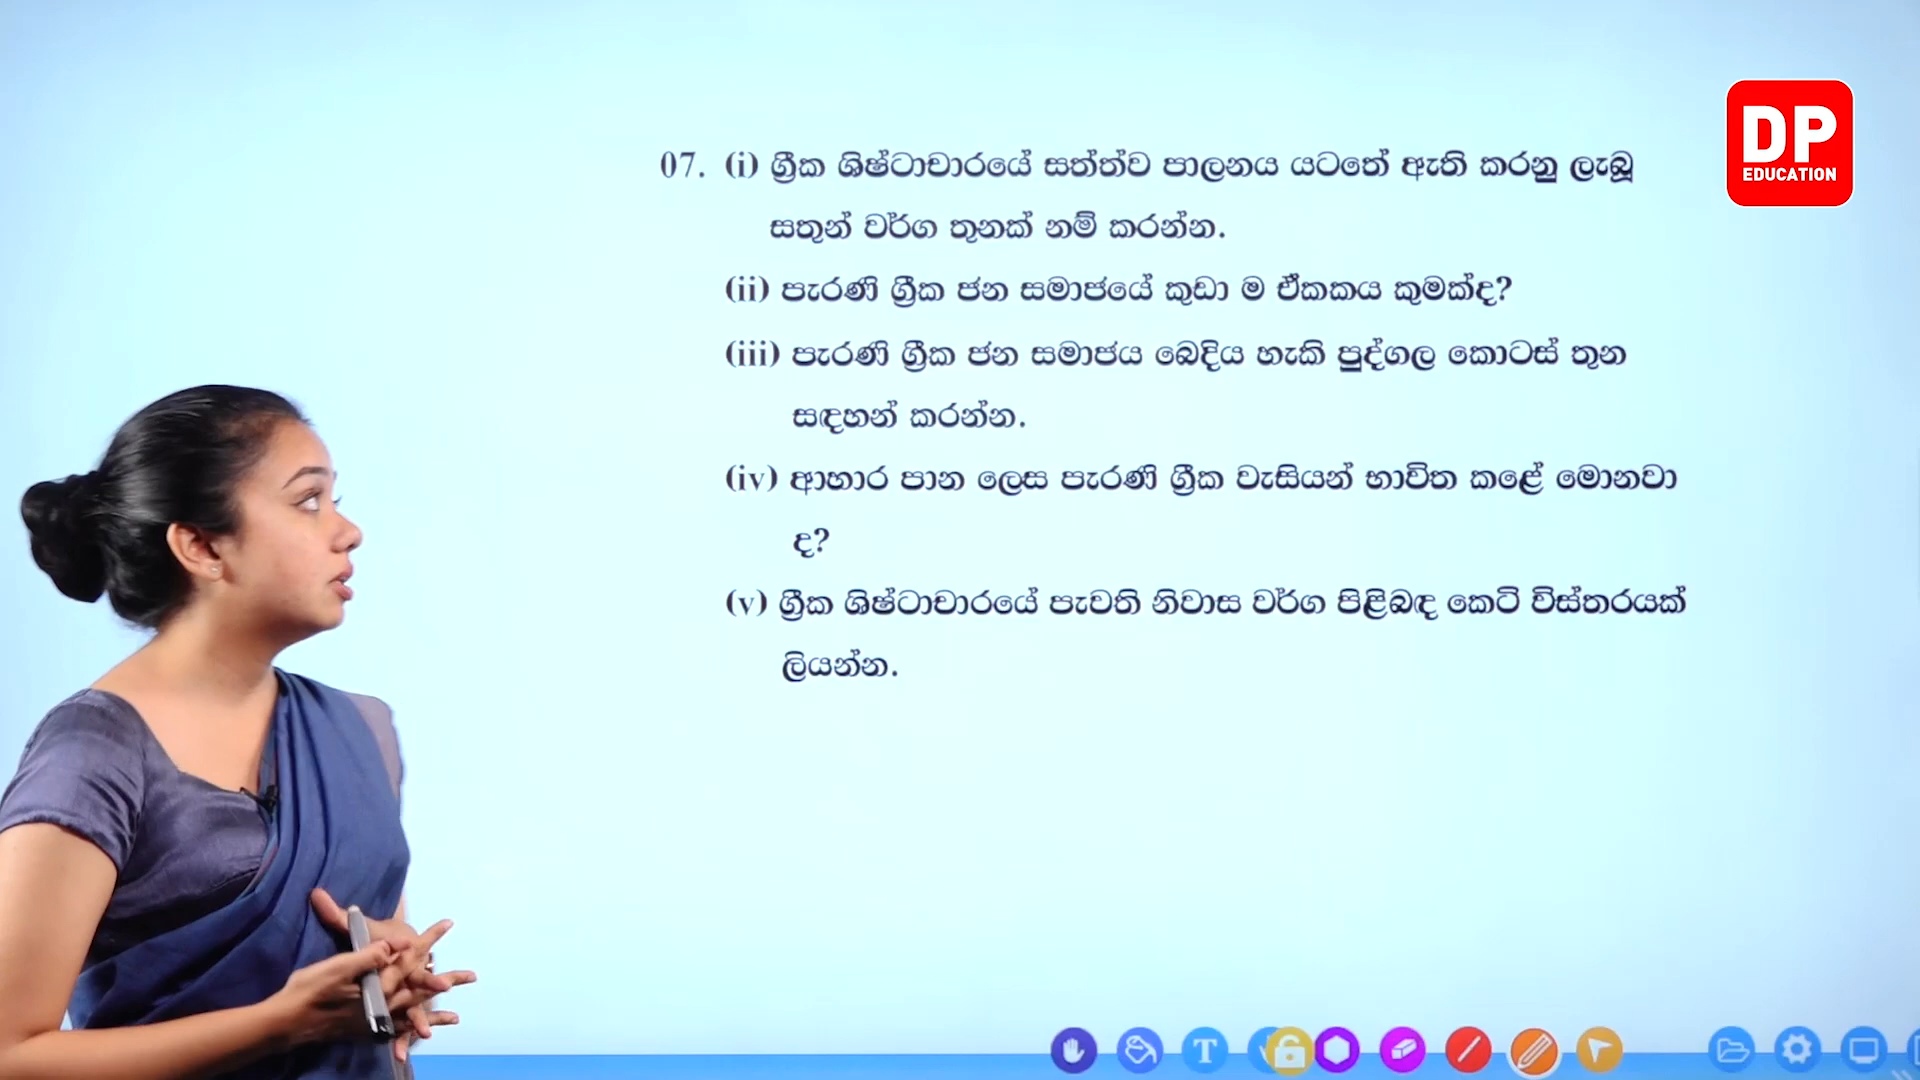 DP
EDUCATION
07. (i) ග්‍රීක ශිෂ්ටාචාරයේ සත්ත්ව පාලනය යටතේ ඇති කරනු ලැබූ
සතුන් වර්ග තුනක් නම් කරන්න.
(ii) පැරණි ග්‍රීක ජන සමාජයේ කුඩා ම ඒකකය කුමක්ද?
(iii) පැරණි ග්‍රීක ජන සමාජය බෙදිය හැකි පුද්ගල කොටස් තුන
සඳහන් කරන්න.
(iv) ආහාර පාන ලෙස පැරණි ග්‍රීක වැසියන් භාවිත කළේ මොනවා
ද?
(v) ග්‍රීක ශිෂ්ටාචාරයේ පැවති නිවාස වර්ග පිළිබඳ කෙටි විස්තරයක්
ලියන්න.
T